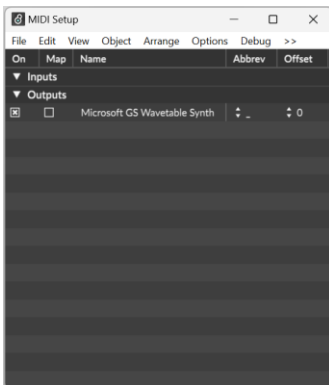 MIDI Setup
File Edit View Object Arrange Options Debug >>
On Map Name Abbrev Offset
Inputs
Outputs
Microsoft GS Wavetable Synth _ 0